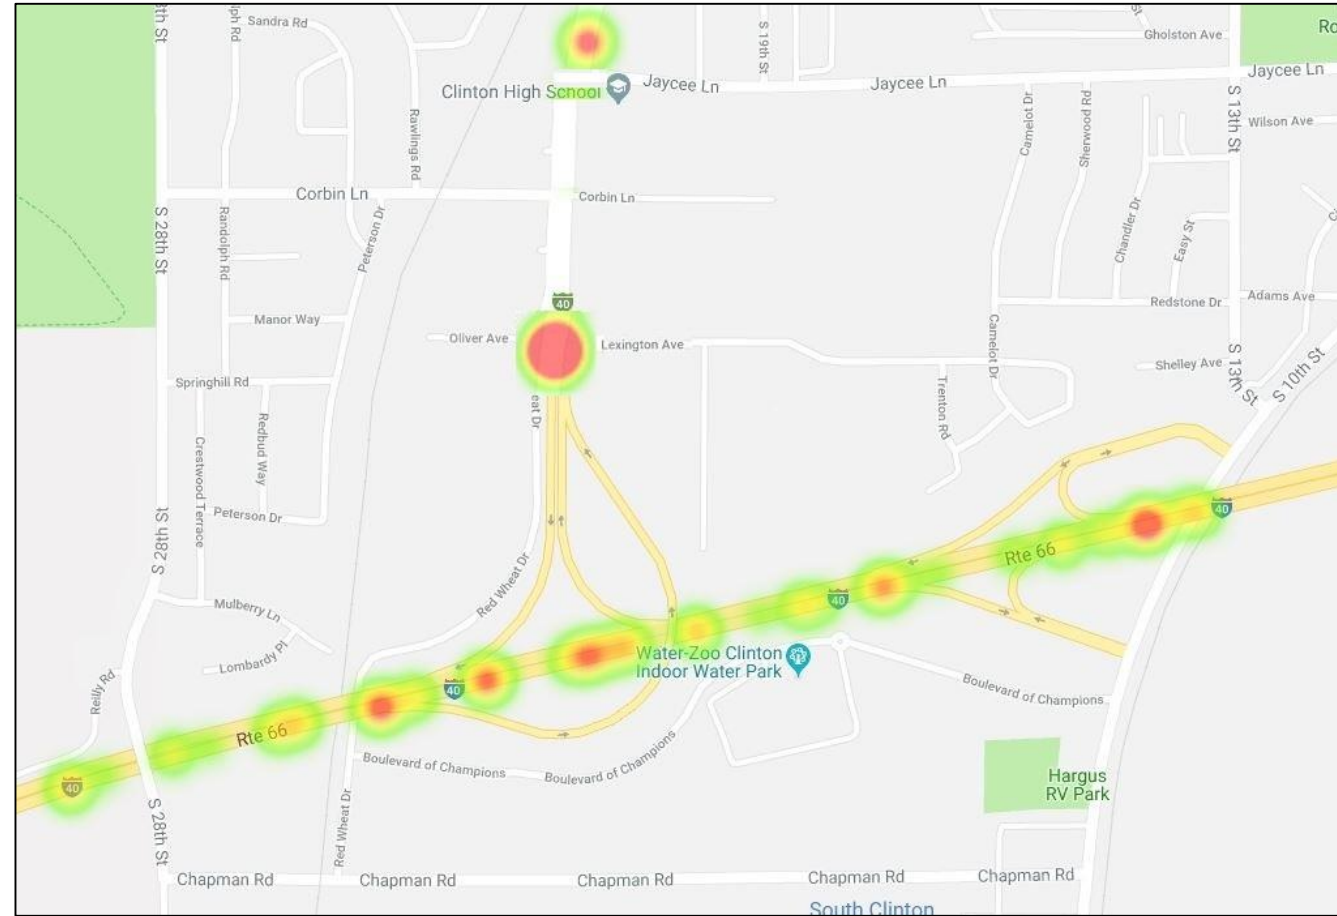 Sandra Rd
Rawlings Rd
S 19th St
Gholston Ave
Clinton High School
Jaycee Ln
Jaycee Ln
Jaycee Ln
Camelot Dr
Sherwood Rd
S 13th St
Wilson Ave
Corbin Ln
Corbin Ln
S 28th St
Randolph Rd
Peterson Dr
Chandler Dr
Easy St
Manor Way
40
Redstone Dr
Adams Ave
Oliver Ave
Lexington Ave
Camelot Dr
Shelley Ave
S 13th St
S 10th St
Springhill Rd
Redbud Way
Crestwood Terrace
eat Dr
Trenton Rd
Peterson Dr
S 28th St
40
Rte 66
Red Wheat Dr
Mulberry Ln
40
Lombardy Pl
Water-Zoo Clinton
Indoor Water Park
Reilly Rd
40
Boulevard of Champions
Rte 66
40
Boulevard of Champions
Boulevard of Champions
Hargus
RV Park
S 28th St
Red Wheat Dr
Chapman Rd
Chapman Rd
Chapman Rd
Chapman Rd
Chapman Rd
South Clinton